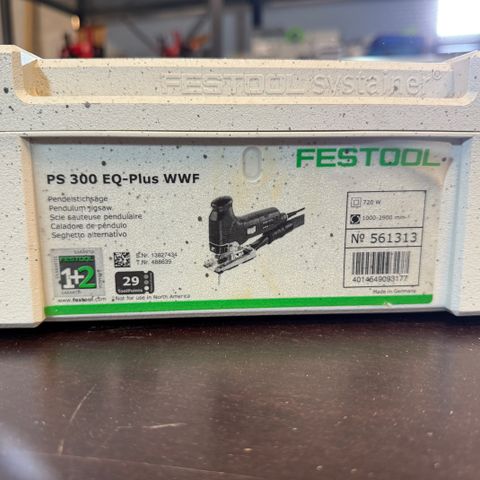 FESTOOL systainer®
FESTOOL
PS 300 EQ-Plus WWF
Pendelstichsäge
Pendulum jigsaw
Scie sauteuse pendulaire
Caladora de péndulo
Seghetto alternativo
720 W
1000-2900 min-¹
Nº 561313
4014549093177
Made in Germany
S.Nr. 13827434
T.Nr. 488639
FESTOOL
1+2
www.festool.com
29
ToolPoints
Not for use in North America